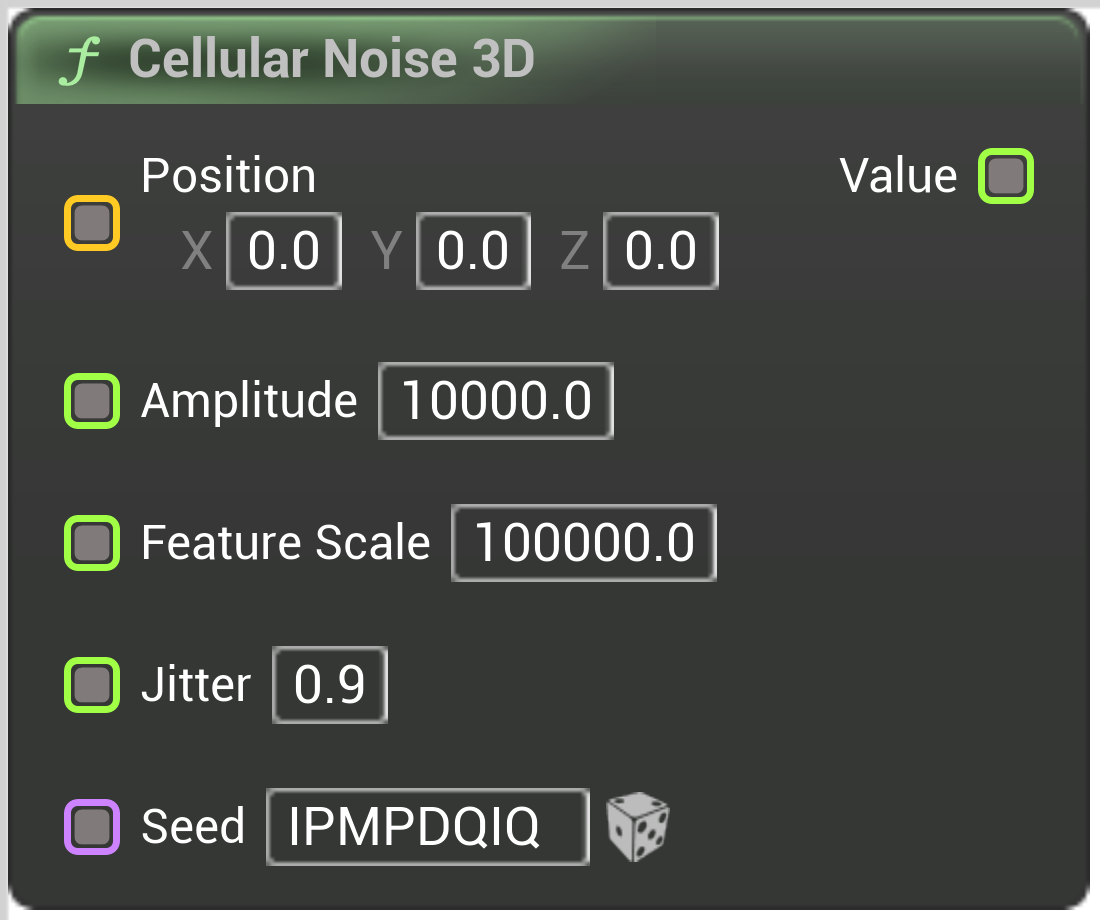 f Cellular Noise 3D
Position
Value
X 0.0 Y 0.0 Z 0.0
Amplitude 10000.0
Feature Scale 100000.0
Jitter 0.9
Seed IPMPDQIQ